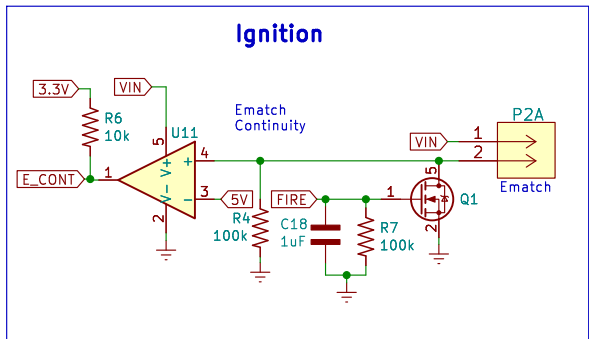 Ignition
3.3V
VIN
R6
10k
Ematch
Continuity
P2A
5
U11
VIN
1
2
V+
+
4
E_CONT
1
V-
-
3
5V
FIRE
1
5
Q1
Ematch
2
R4
100k
C18
1uF
R7
100k
2